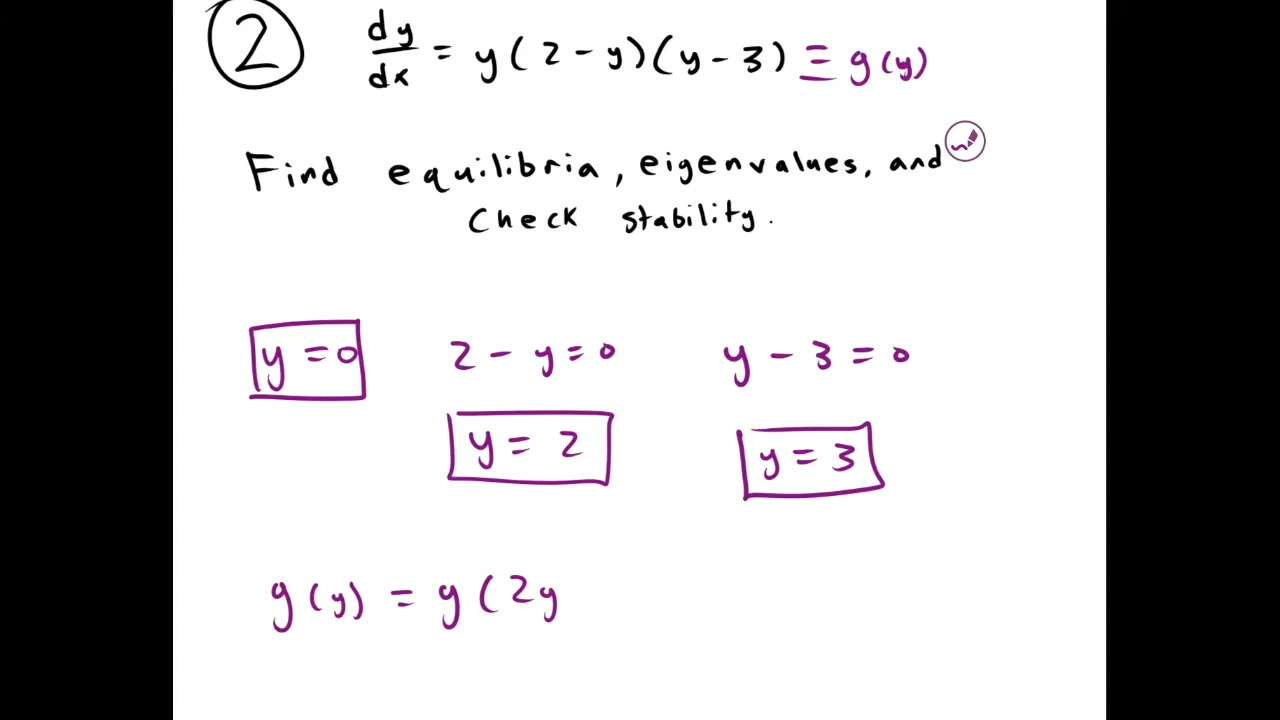 2 dy/dx = y(2-y)(y-3) ≡ g(y)
Find equilibria, eigenvalues, and
Check stability.
y=0 2-y=0 y-3=0
y=2 y=3
g(y) = y(2y